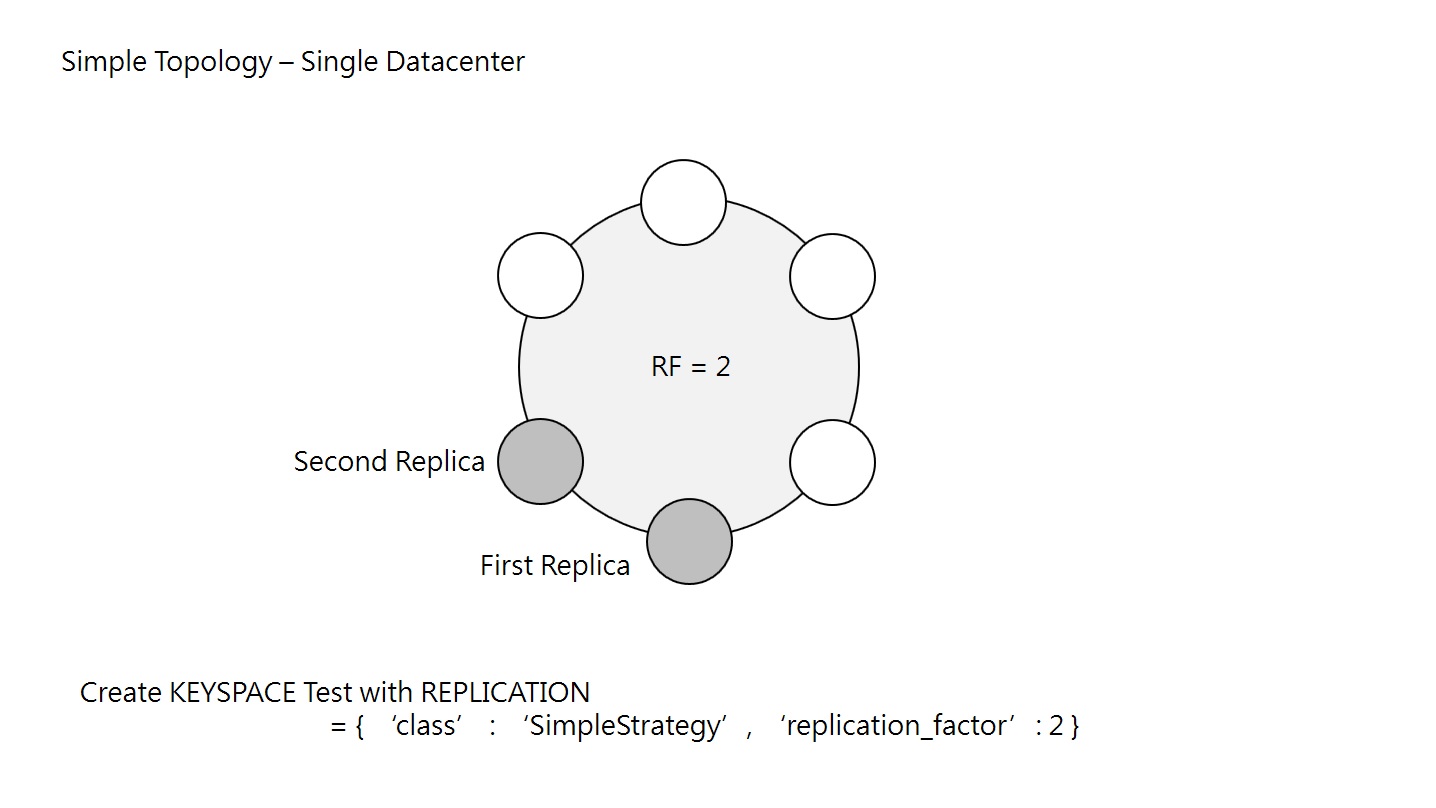 Simple Topology – Single Datacenter
RF = 2
Second Replica
First Replica
Create KEYSPACE Test with REPLICATION
= { ‘class’ : ‘SimpleStrategy’ , ‘replication_factor’ : 2 }